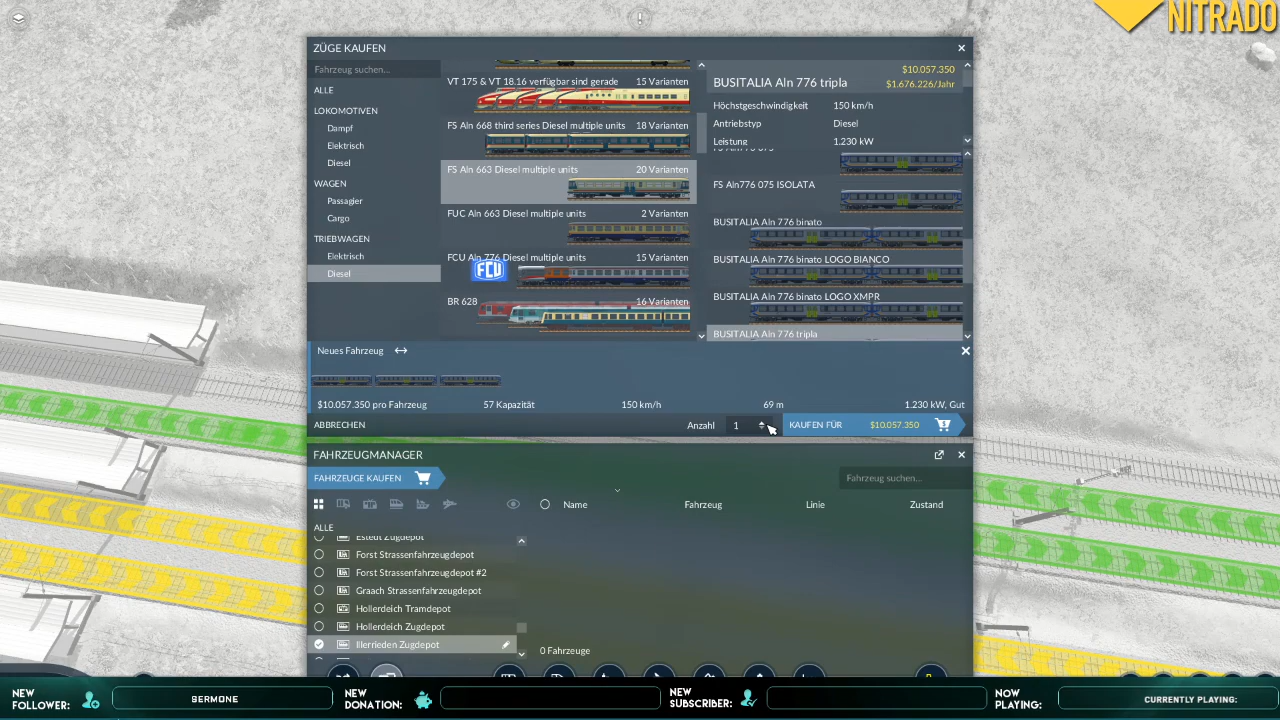 NITRADO
ZÜGE KAUFEN
Fahrzeug suchen...
ALLE
LOKOMOTIVEN
Dampf
Elektrisch
Diesel
WAGEN
Passagier
Cargo
TRIEBWAGEN
Elektrisch
Diesel
VT 175 & VT 18.16 verfügbar sind gerade 15 Varianten
FS Aln 668 third series Diesel multiple units 18 Varianten
FS Aln 663 Diesel multiple units 20 Varianten
FUC Aln 663 Diesel multiple units 2 Varianten
FCU Aln 776 Diesel multiple units 15 Varianten
FCU
BR 628 16 Varianten
BUSITALIA Aln 776 tripla
$10.057.350
$1.676.226/Jahr
Höchstgeschwindigkeit 150 km/h
Antriebstyp Diesel
Leistung 1.230 kW
FS Aln776 075 ISOLATA
BUSITALIA Aln 776 binato
BUSITALIA Aln 776 binato LOGO BIANCO
BUSITALIA Aln 776 binato LOGO XMPR
BUSITALIA Aln 776 tripla
Neues Fahrzeug
$10.057.350 pro Fahrzeug 57 Kapazität 150 km/h 69 m 1.230 kW, Gut
ABBRECHEN Anzahl 1 KAUFEN FÜR $10.057.350
FAHRZEUGMANAGER
FAHRZEUGE KAUFEN
Fahrzeug suchen...
Name Fahrzeug Linie Zustand
ALLE
Estedt Zugdepot
Forst Strassenfahrzeugdepot
Forst Strassenfahrzeugdepot #2
Graach Strassenfahrzeugdepot
Hollerdeich Tramdepot
Hollerdeich Zugdepot
Illerrieden Zugdepot
0 Fahrzeuge
NEW FOLLOWER: GERMONE
NEW DONATION:
NEW SUBSCRIBER:
NOW PLAYING: CURRENTLY PLAYING: